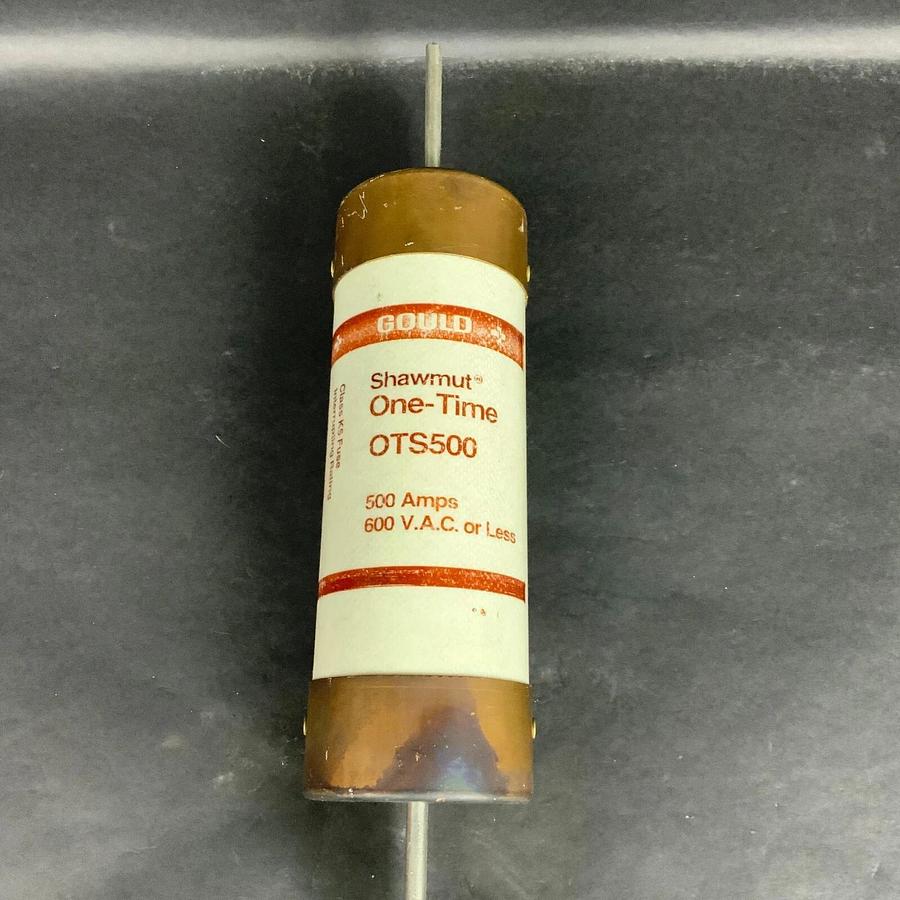 GOULD
Shawmut®
One-Time
OTS500
500 Amps
600 V.A.C. or Less
Class K5 Fuse
Interrupting Rating